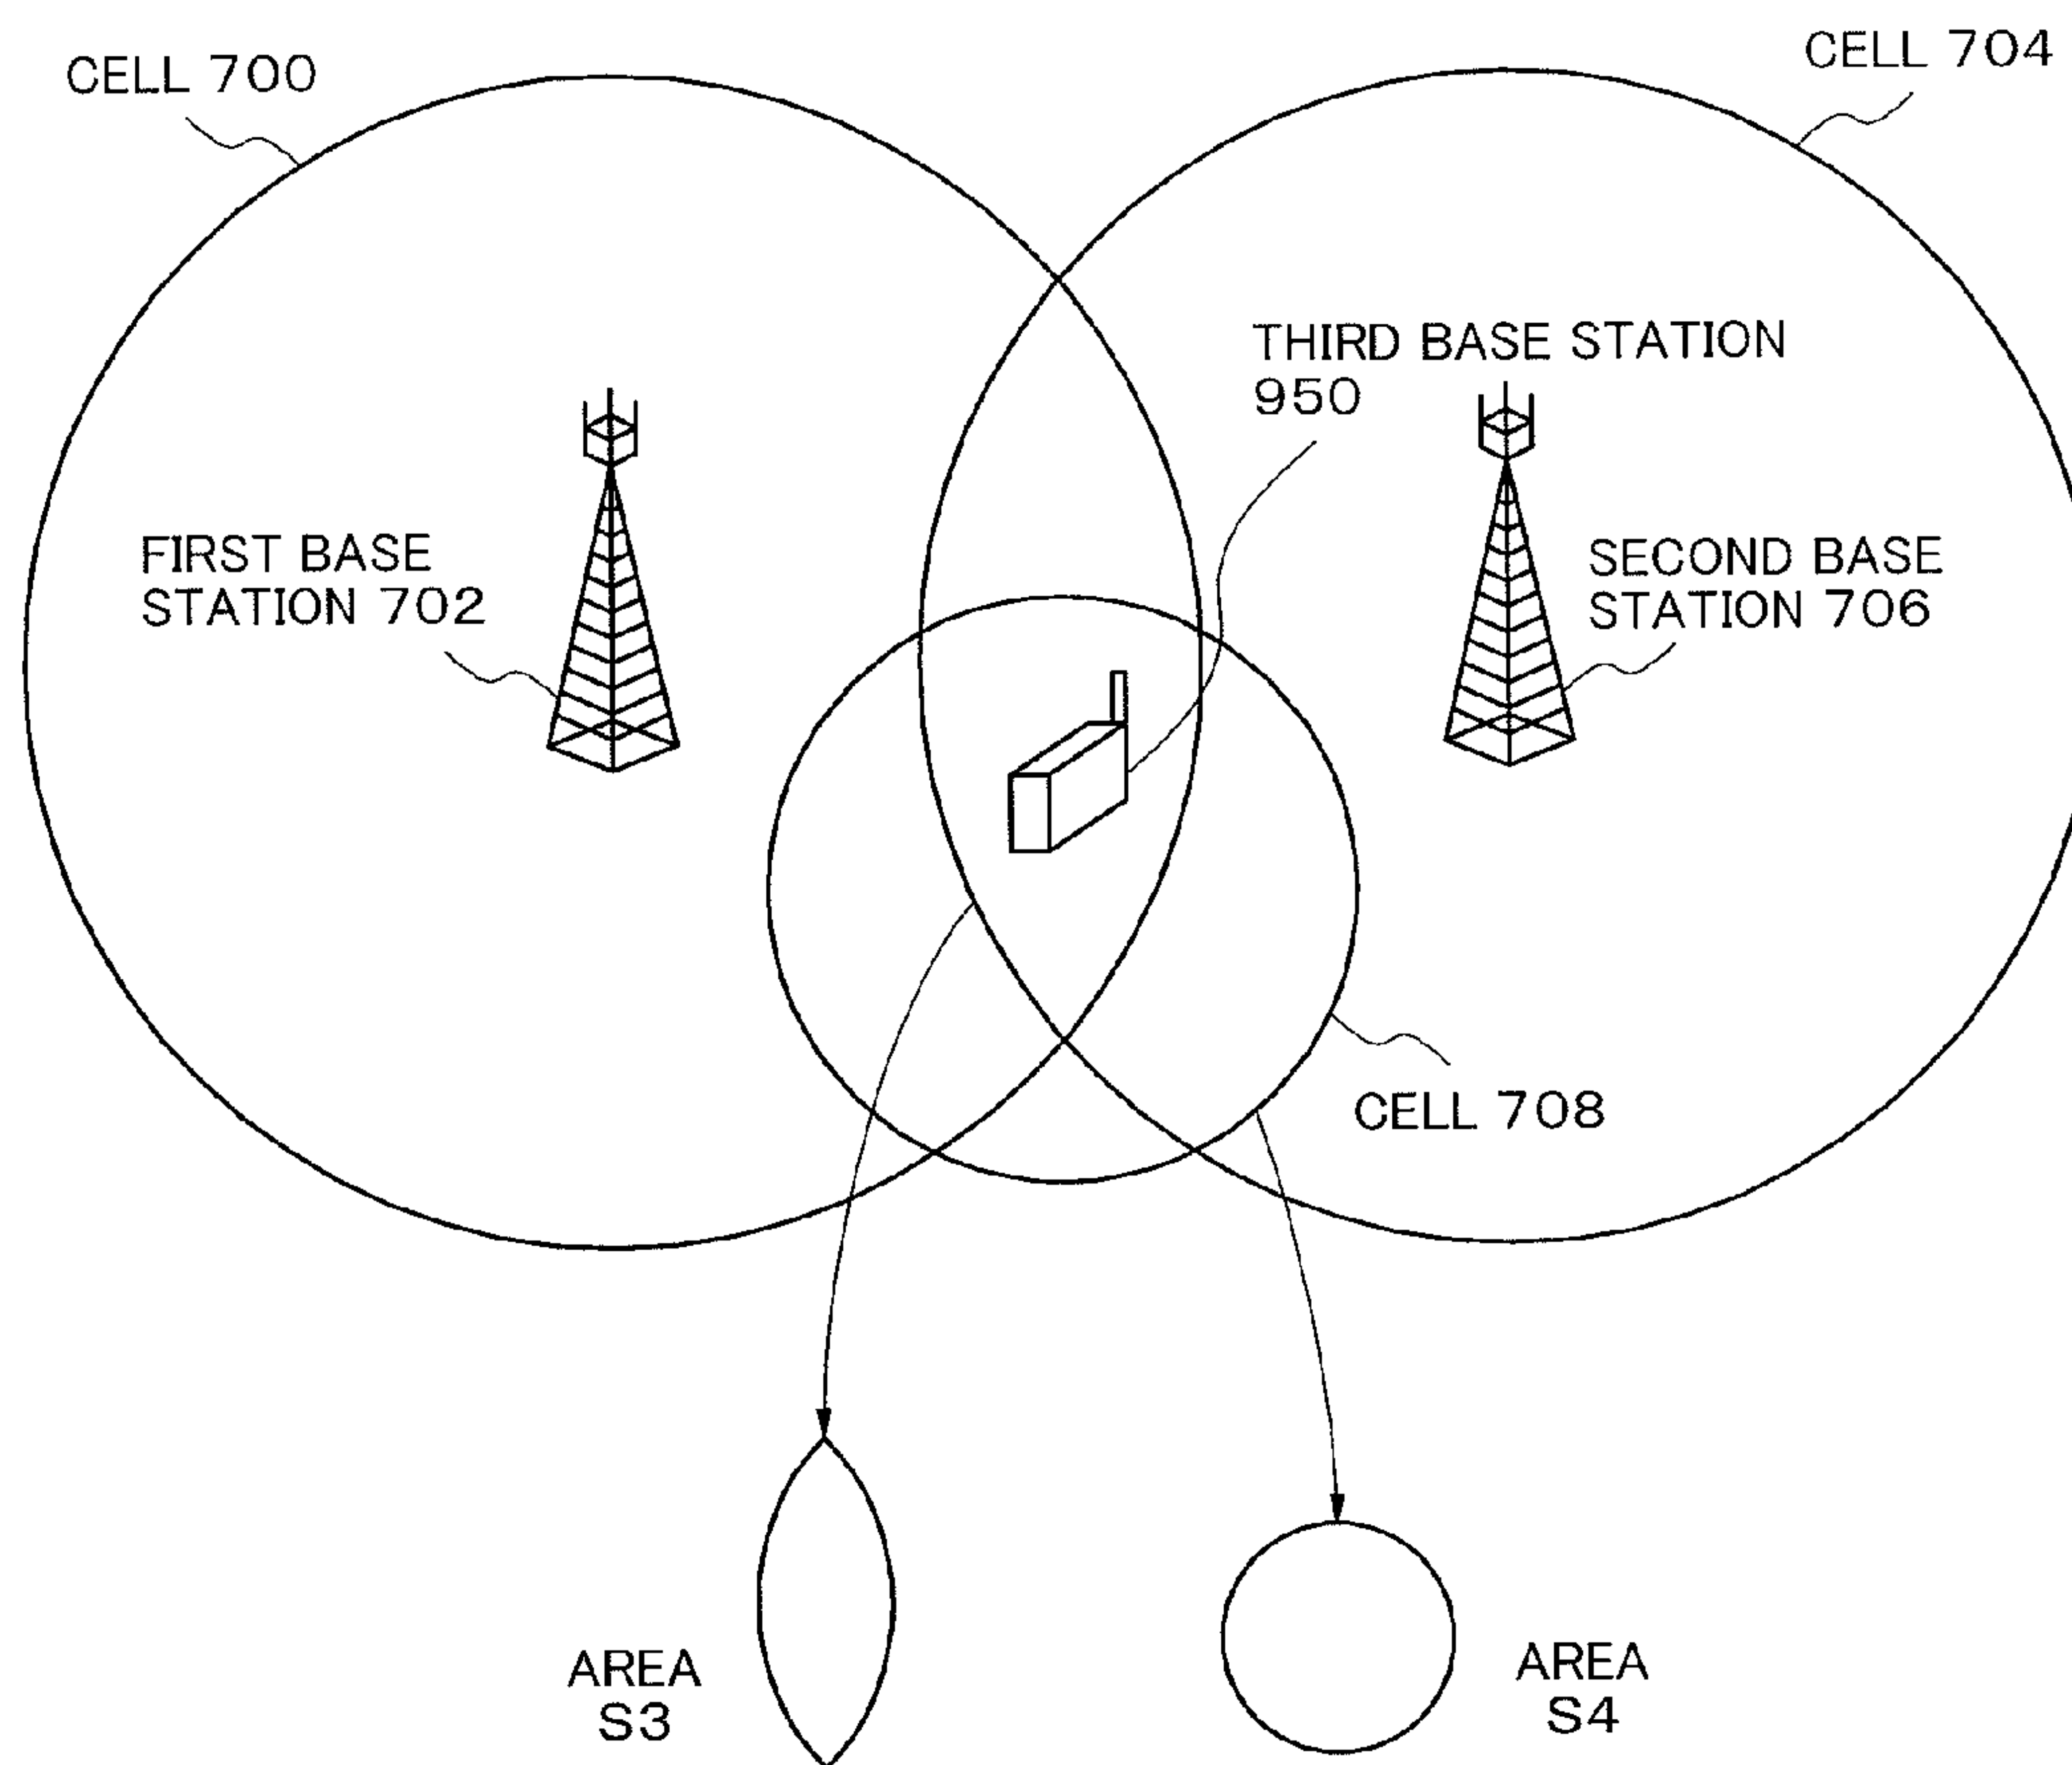 CELL 700
CELL 704
THIRD BASE STATION
950
FIRST BASE
STATION 702
SECOND BASE
STATION 706
CELL 708
AREA
S3
AREA
S4